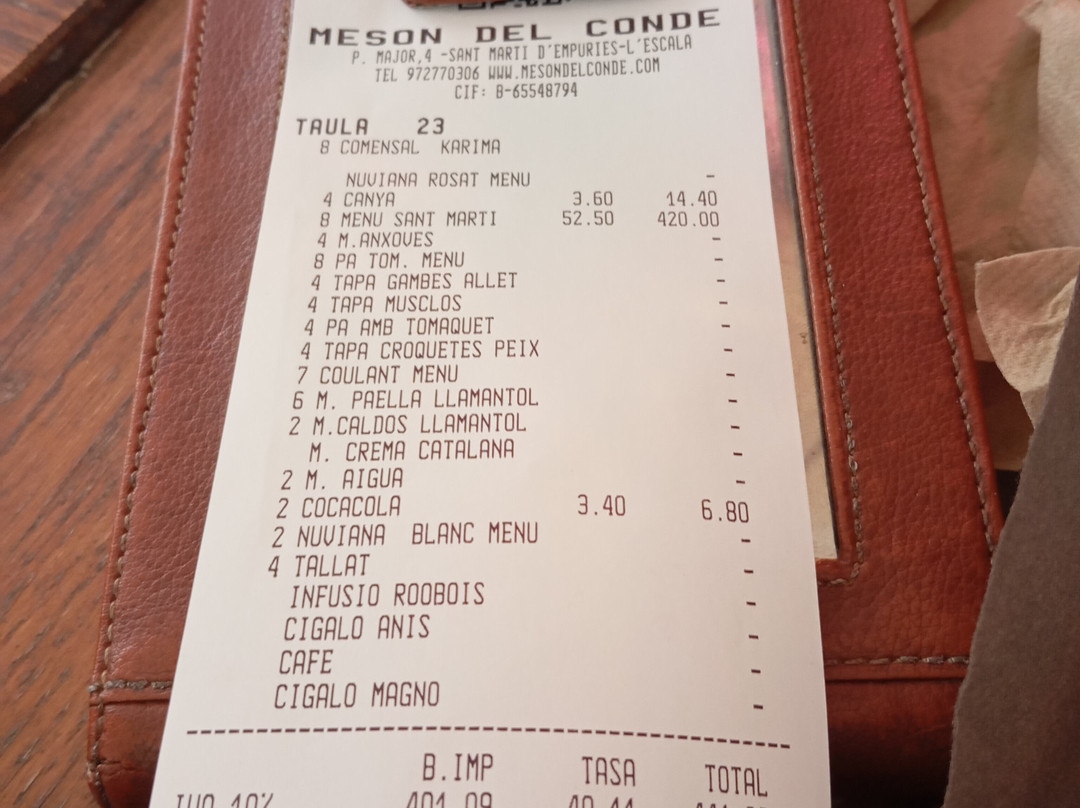 MESON DEL CONDE
P. MAJOR,4 -SANT MARTI D'EMPURIES-L'ESCALA
TEL 972770306 WWW.MESONDELCONDE.COM
CIF: B-65548794
TAULA 23
8 COMENSAL KARIMA
NUVIANA ROSAT MENU -
4 CANYA 3.60 14.40
8 MENU SANT MARTI 52.50 420.00
4 M.ANXOVES -
8 PA TOM. MENU -
4 TAPA GAMBES ALLET -
4 TAPA MUSCLOS -
4 PA AMB TOMAQUET -
4 TAPA CROQUETES PEIX -
7 COULANT MENU -
6 M. PAELLA LLAMANTOL -
2 M.CALDOS LLAMANTOL -
M. CREMA CATALANA -
2 M. AIGUA -
2 COCACOLA 3.40 6.80
2 NUVIANA BLANC MENU -
4 TALLAT -
INFUSIO ROOBOIS -
CIGALO ANIS -
CAFE -
CIGALO MAGNO -
B.IMP TASA TOTAL
IVA 10% 401.09